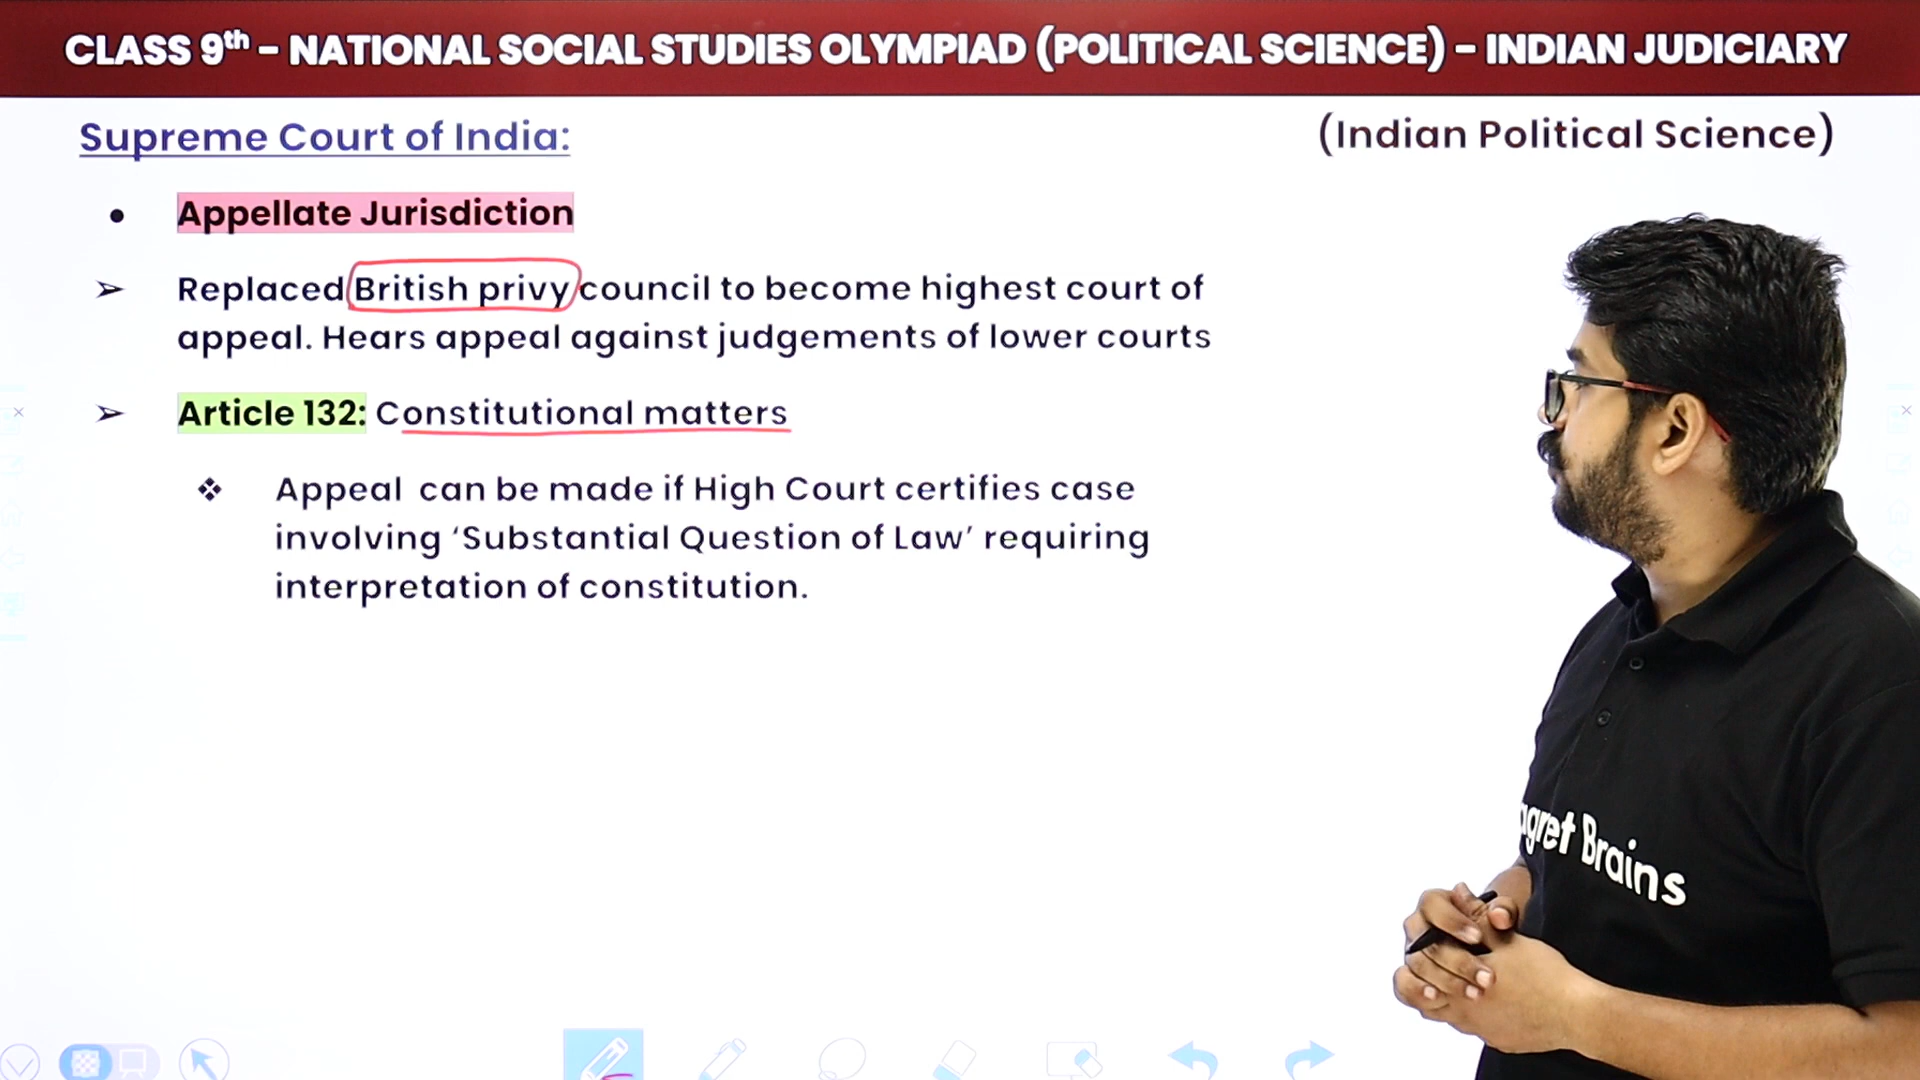 CLASS 9th – NATIONAL SOCIAL STUDIES OLYMPIAD (POLITICAL SCIENCE) – INDIAN JUDICIARY
Supreme Court of India:
(Indian Political Science)
• Appellate Jurisdiction
➢ Replaced British privy council to become highest court of
appeal. Hears appeal against judgements of lower courts
➢ Article 132: Constitutional matters
❖ Appeal can be made if High Court certifies case
involving ‘Substantial Question of Law’ requiring
interpretation of constitution.
Brains